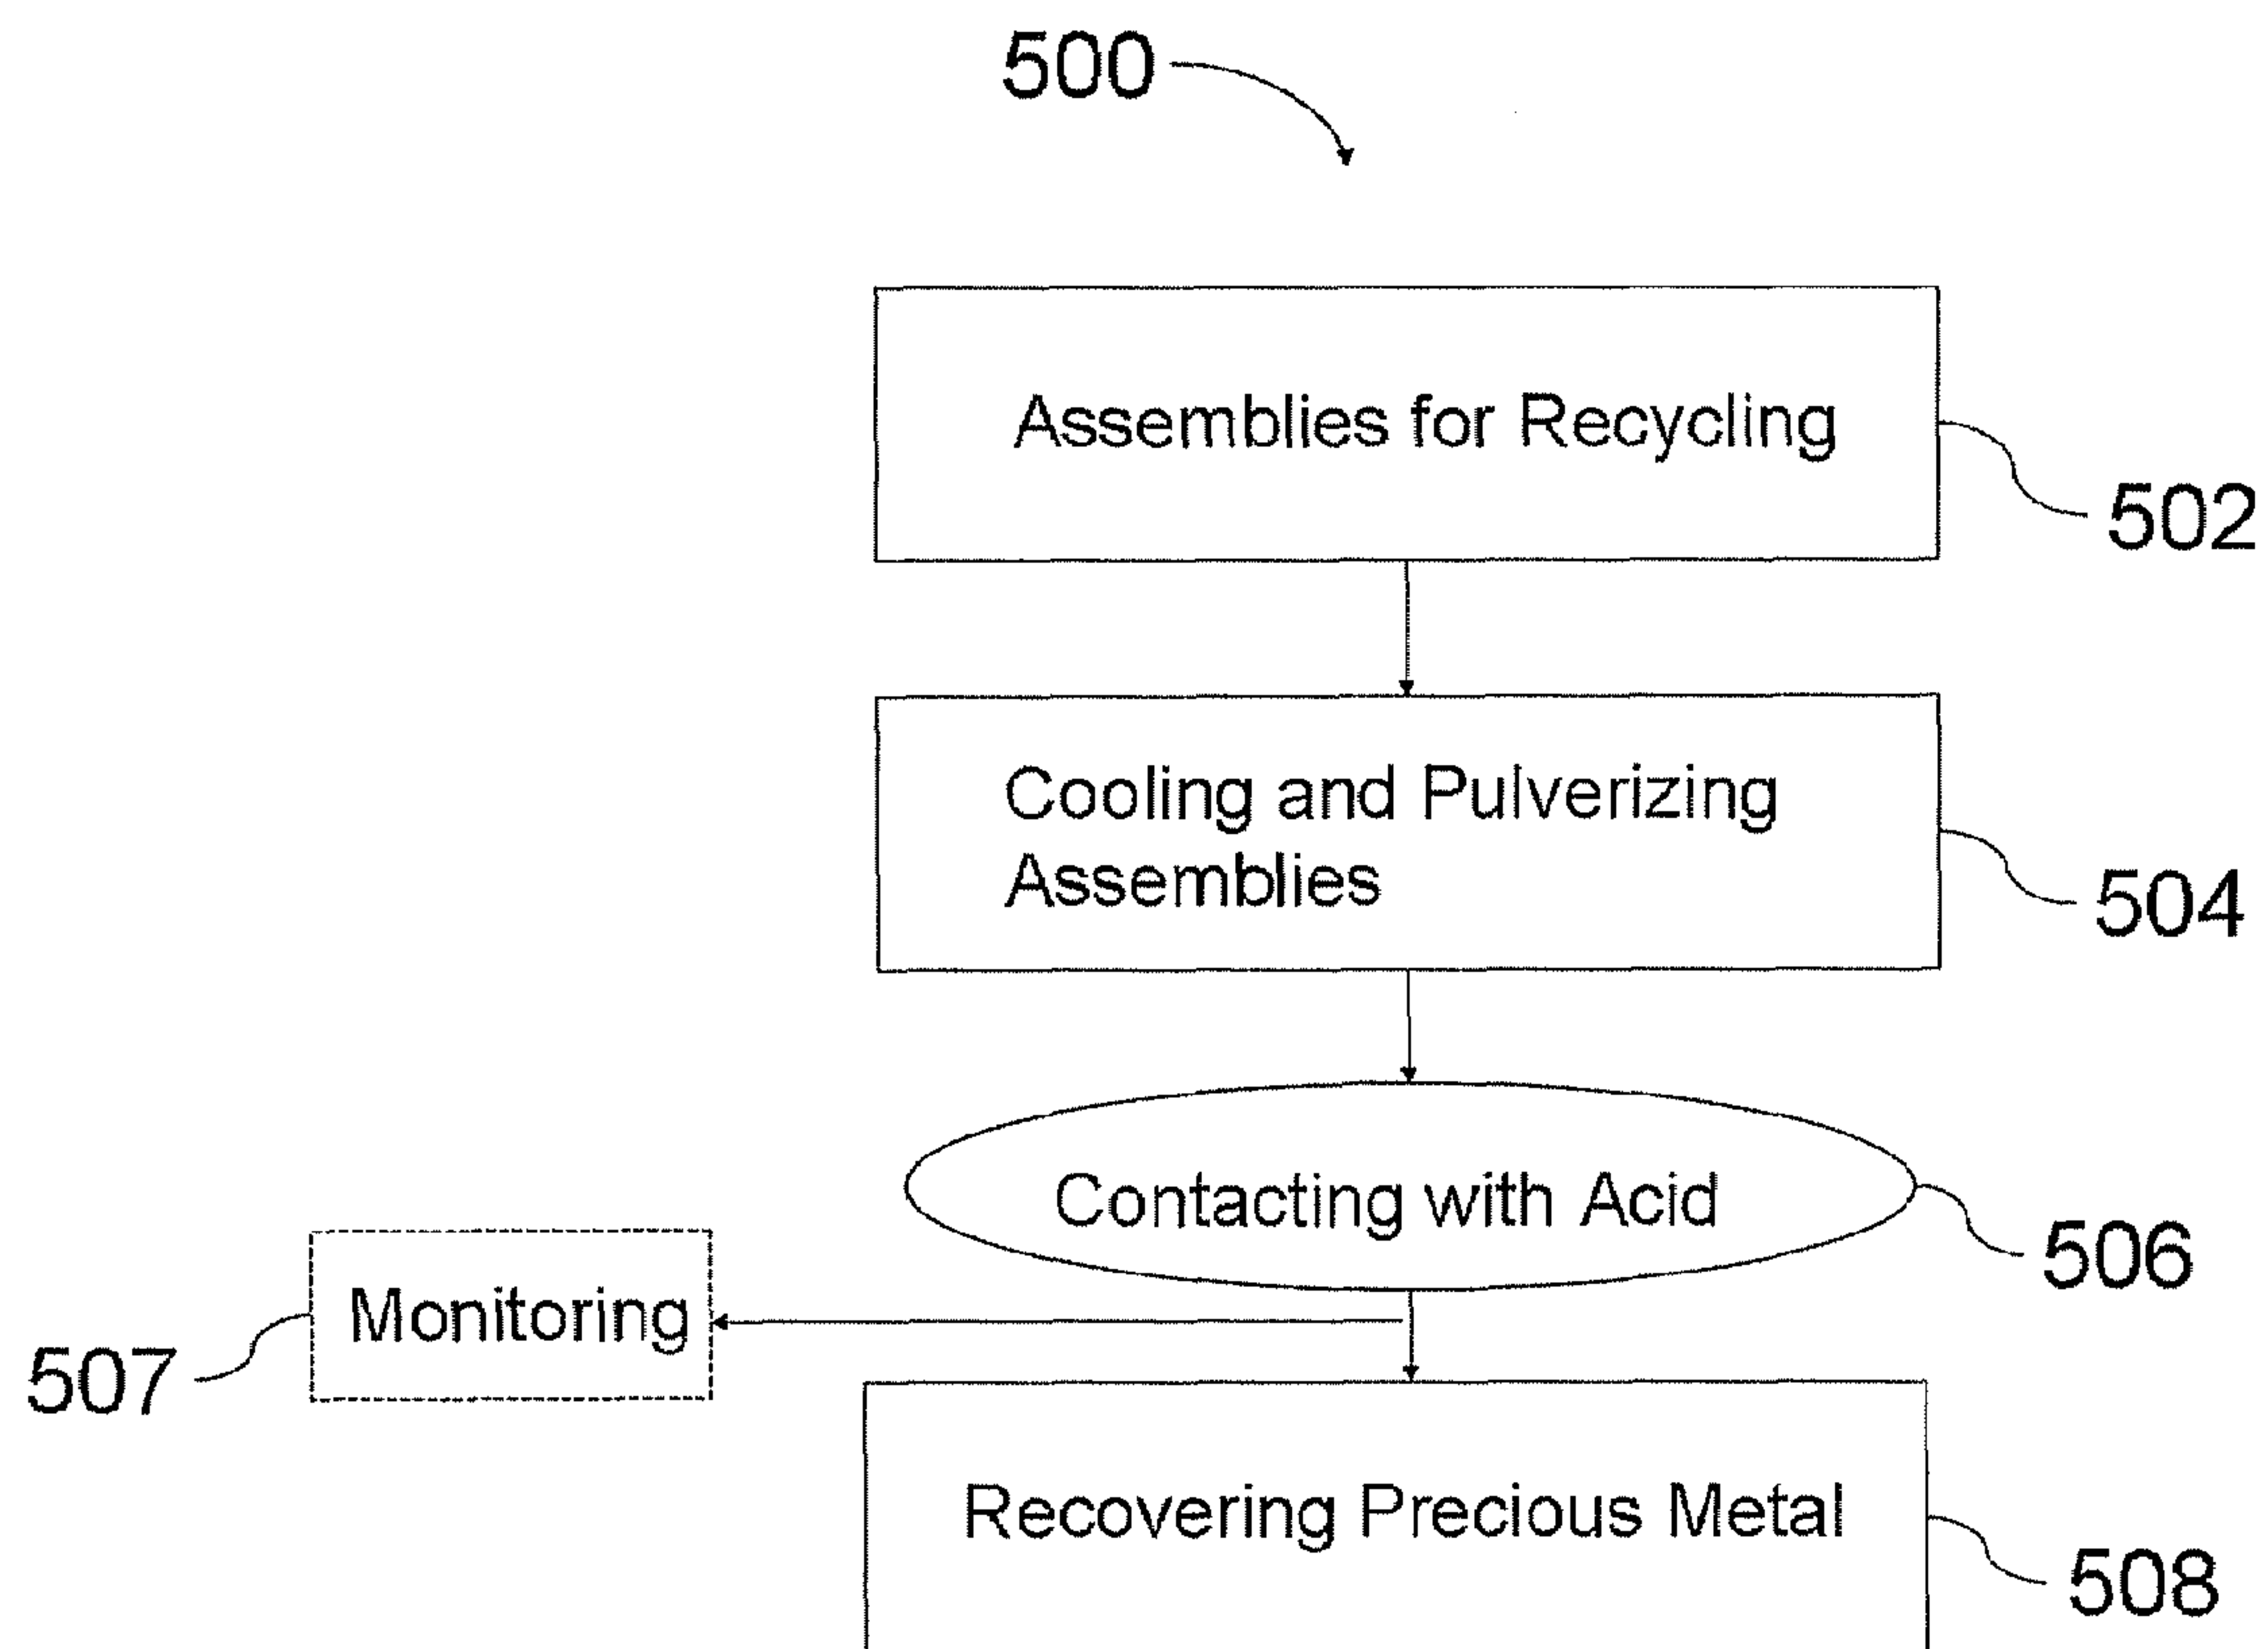 500
Assemblies for Recycling
502
Cooling and Pulverizing
Assemblies
504
Contacting with Acid
506
Monitoring
507
Recovering Precious Metal
508